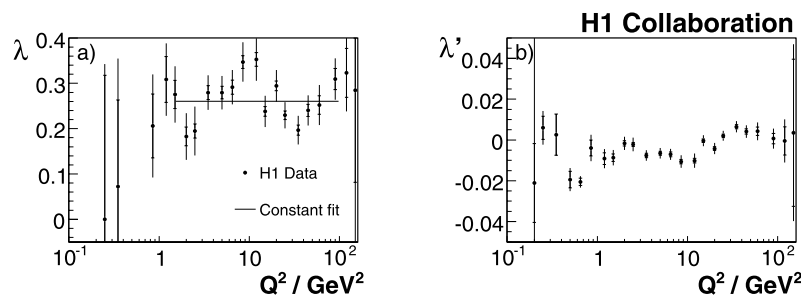 H1 Collaboration
λ
0.4
a)
0.3
0.2
0.1
0
H1 Data
Constant fit
10⁻¹
1
10
10²
Q² / GeV²
λ’
b)
0.04
0.02
0
-0.02
-0.04
10⁻¹
1
10
10²
Q² / GeV²